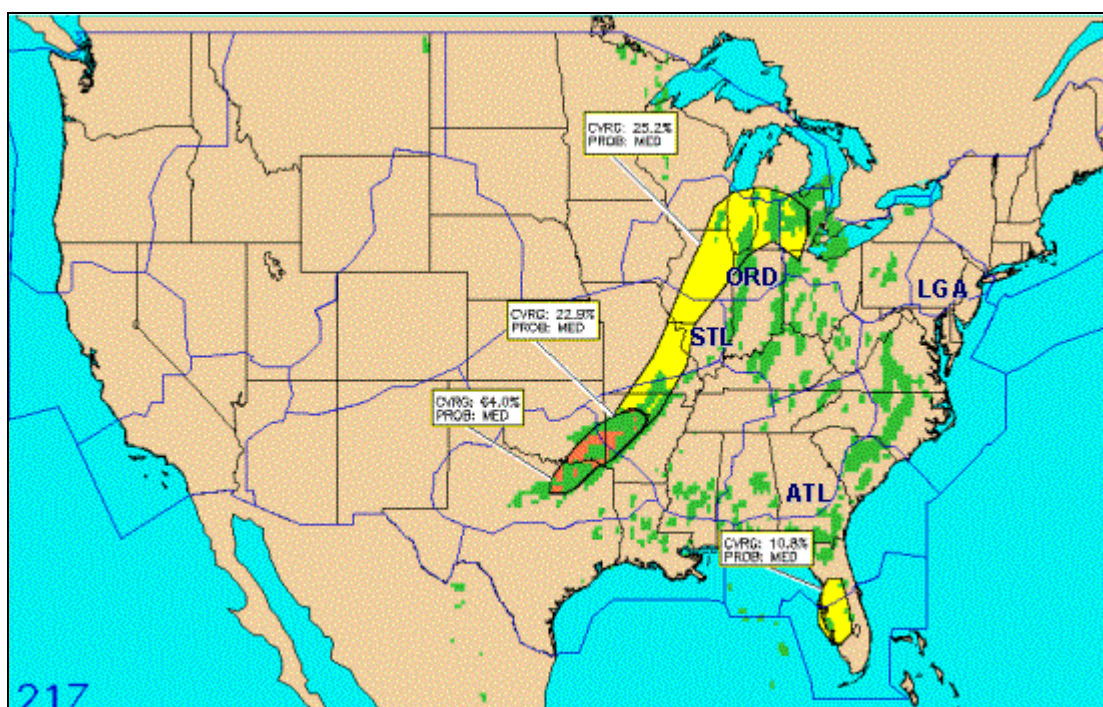 CVRG: 25.2%
PROB: MED
ORD
LGA
CVRG: 22.9%
PROB: MED
STL
CVRG: 64.0%
PROB: MED
ATL
CVRG: 10.8%
PROB: MED
217